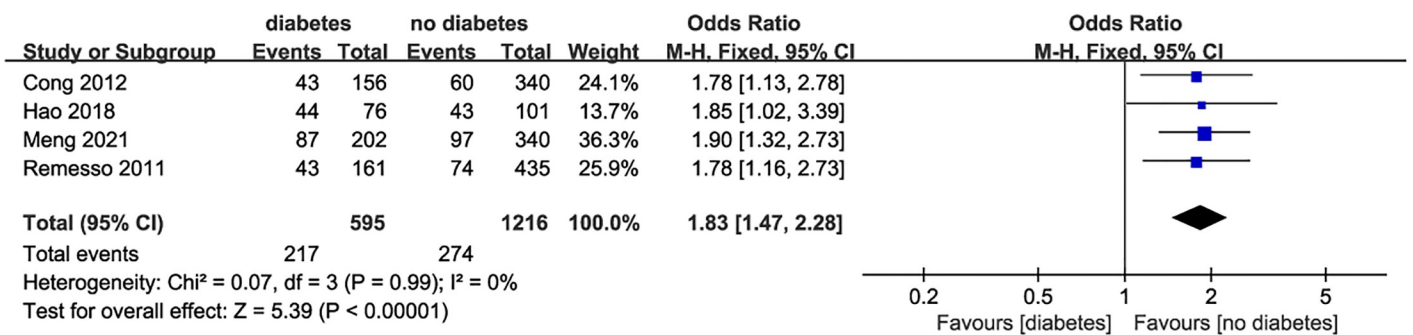 diabetes no diabetes Odds Ratio Odds Ratio
Study or Subgroup Events Total Events Total Weight M-H, Fixed, 95% CI M-H, Fixed, 95% CI
Cong 2012 43 156 60 340 24.1% 1.78 [1.13, 2.78]
Hao 2018 44 76 43 101 13.7% 1.85 [1.02, 3.39]
Meng 2021 87 202 97 340 36.3% 1.90 [1.32, 2.73]
Remesso 2011 43 161 74 435 25.9% 1.78 [1.16, 2.73]
Total (95% CI) 595 1216 100.0% 1.83 [1.47, 2.28]
Total events 217 274
Heterogeneity: Chi² = 0.07, df = 3 (P = 0.99); I² = 0%
Test for overall effect: Z = 5.39 (P < 0.00001)
0.2 0.5 1 2 5
Favours [diabetes] Favours [no diabetes]